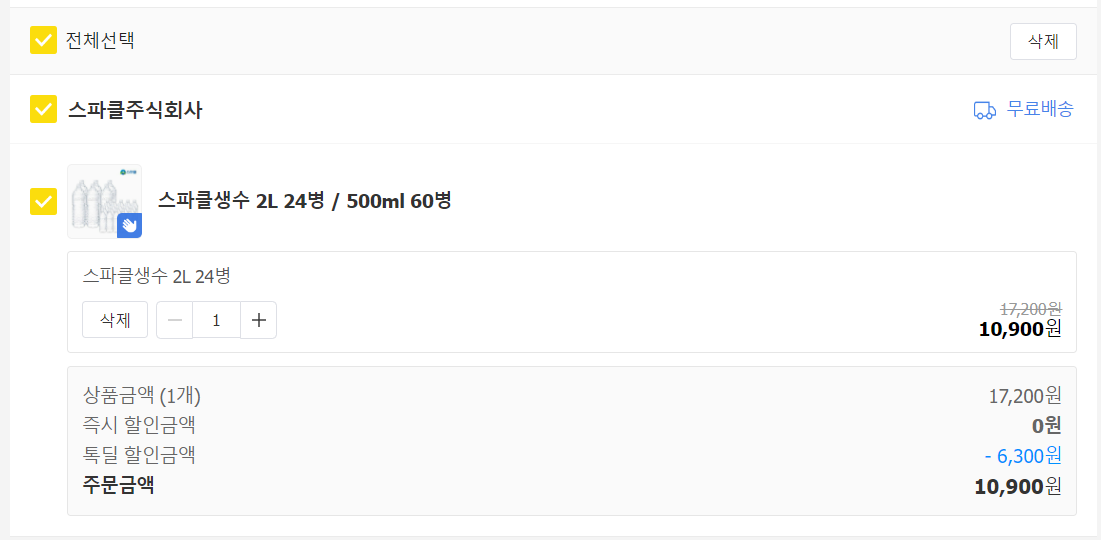 전체선택
삭제
스파클주식회사
무료배송
스파클생수 2L 24병 / 500ml 60병
스파클생수 2L 24병
삭제
1
17,200원
10,900원
상품금액 (1개)
17,200원
즉시 할인금액
0원
톡딜 할인금액
- 6,300원
주문금액
10,900원